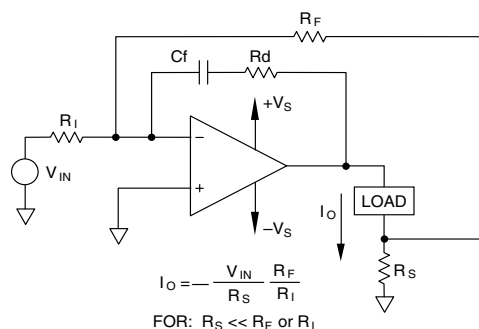 RF
Cf Rd
RI
+VS
−
VIN
+
−VS
IO
LOAD
RS
IO = − VIN/RS RF/RI
FOR: RS << RF or RI